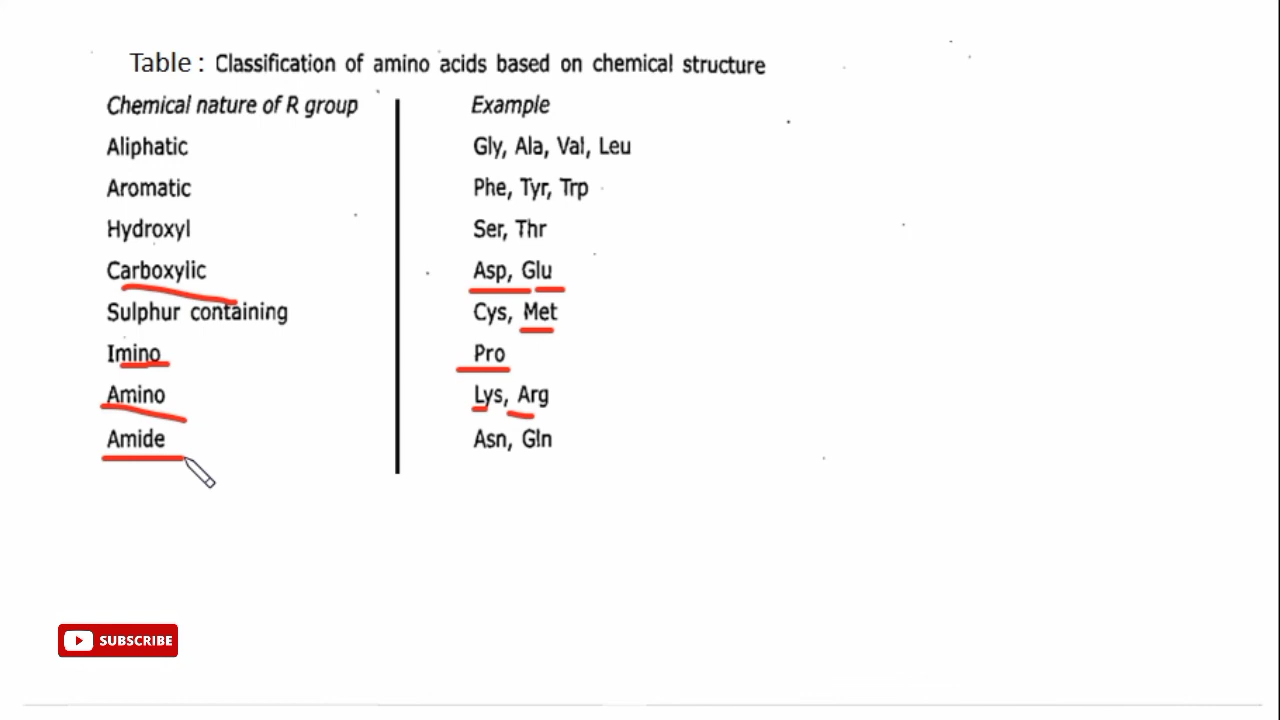 Table : Classification of amino acids based on chemical structure
Chemical nature of R group Example
Aliphatic Gly, Ala, Val, Leu
Aromatic Phe, Tyr, Trp
Hydroxyl Ser, Thr
Carboxylic Asp, Glu
Sulphur containing Cys, Met
Imino Pro
Amino Lys, Arg
Amide Asn, Gln
SUBSCRIBE